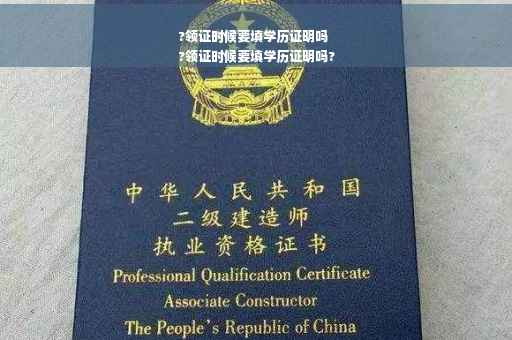 ?领证时候要填学历证明吗
?领证时候要填学历证明吗?
中华人民共和国
二级建造师
执业资格证书
Professional Qualification Certificate
Associate Constructor
The People's Republic of China